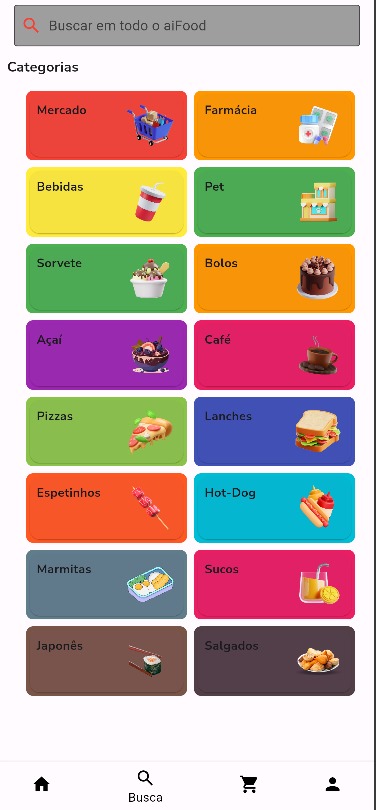 Buscar em todo o aiFood
Categorias
Mercado
Farmácia
Bebidas
Pet
Sorvete
Bolos
Açaí
Café
Pizzas
Lanches
Espetinhos
Hot-Dog
Marmitas
Sucos
Japonês
Salgados
Busca